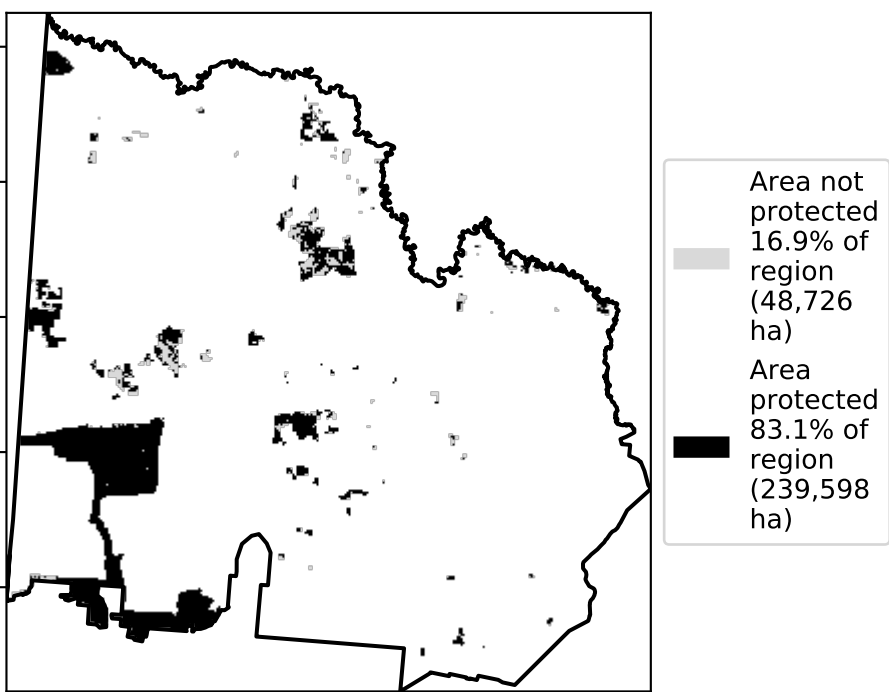 Area not
protected
16.9% of
region
(48,726
ha)
Area
protected
83.1% of
region
(239,598
ha)